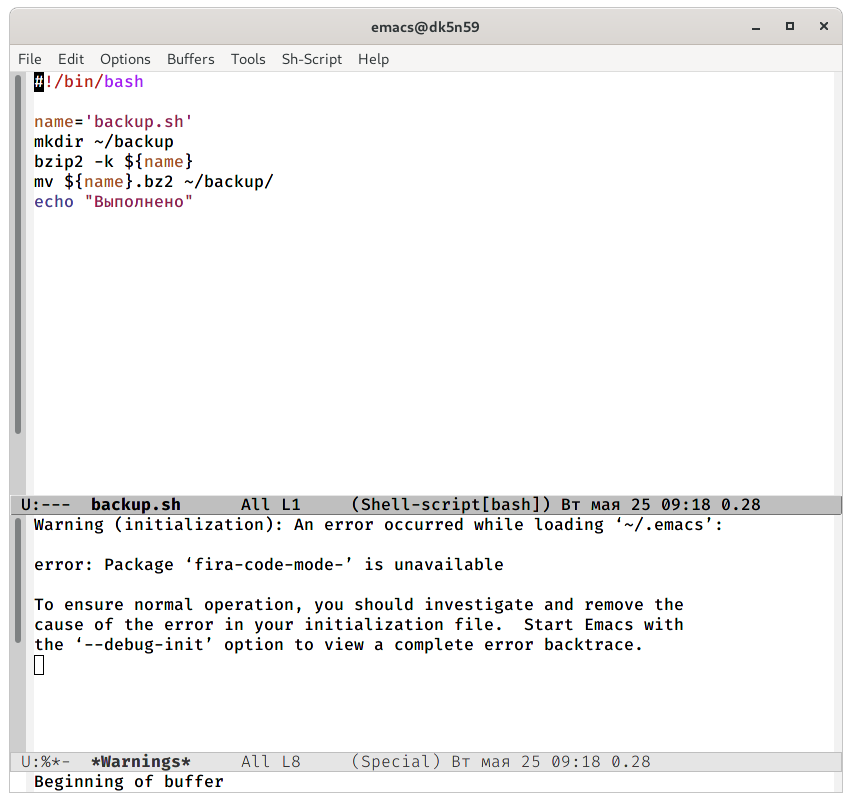 emacs@dk5n59
File Edit Options Buffers Tools Sh-Script Help
#!/bin/bash
name='backup.sh'
mkdir ~/backup
bzip2 -k ${name}
mv ${name}.bz2 ~/backup/
echo "Выполнено"
U:--- backup.sh All L1 (Shell-script[bash]) Вт мая 25 09:18 0.28
Warning (initialization): An error occurred while loading ‘~/.emacs’:
error: Package ‘fira-code-mode-’ is unavailable
To ensure normal operation, you should investigate and remove the
cause of the error in your initialization file. Start Emacs with
the ‘--debug-init’ option to view a complete error backtrace.
U:%*- *Warnings* All L8 (Special) Вт мая 25 09:18 0.28
Beginning of buffer